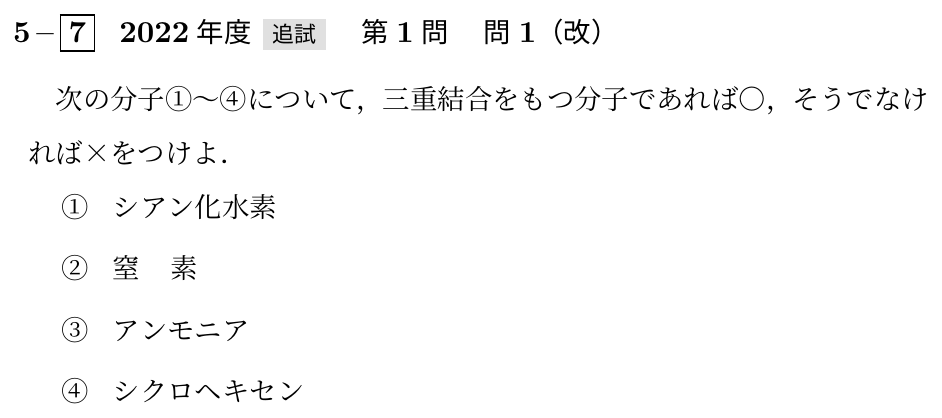 5–7 2022年度 追試 第1問 問1（改）
次の分子①〜④について，三重結合をもつ分子であれば○，そうでなけ
れば×をつけよ．
① シアン化水素
② 窒 素
③ アンモニア
④ シクロヘキセン